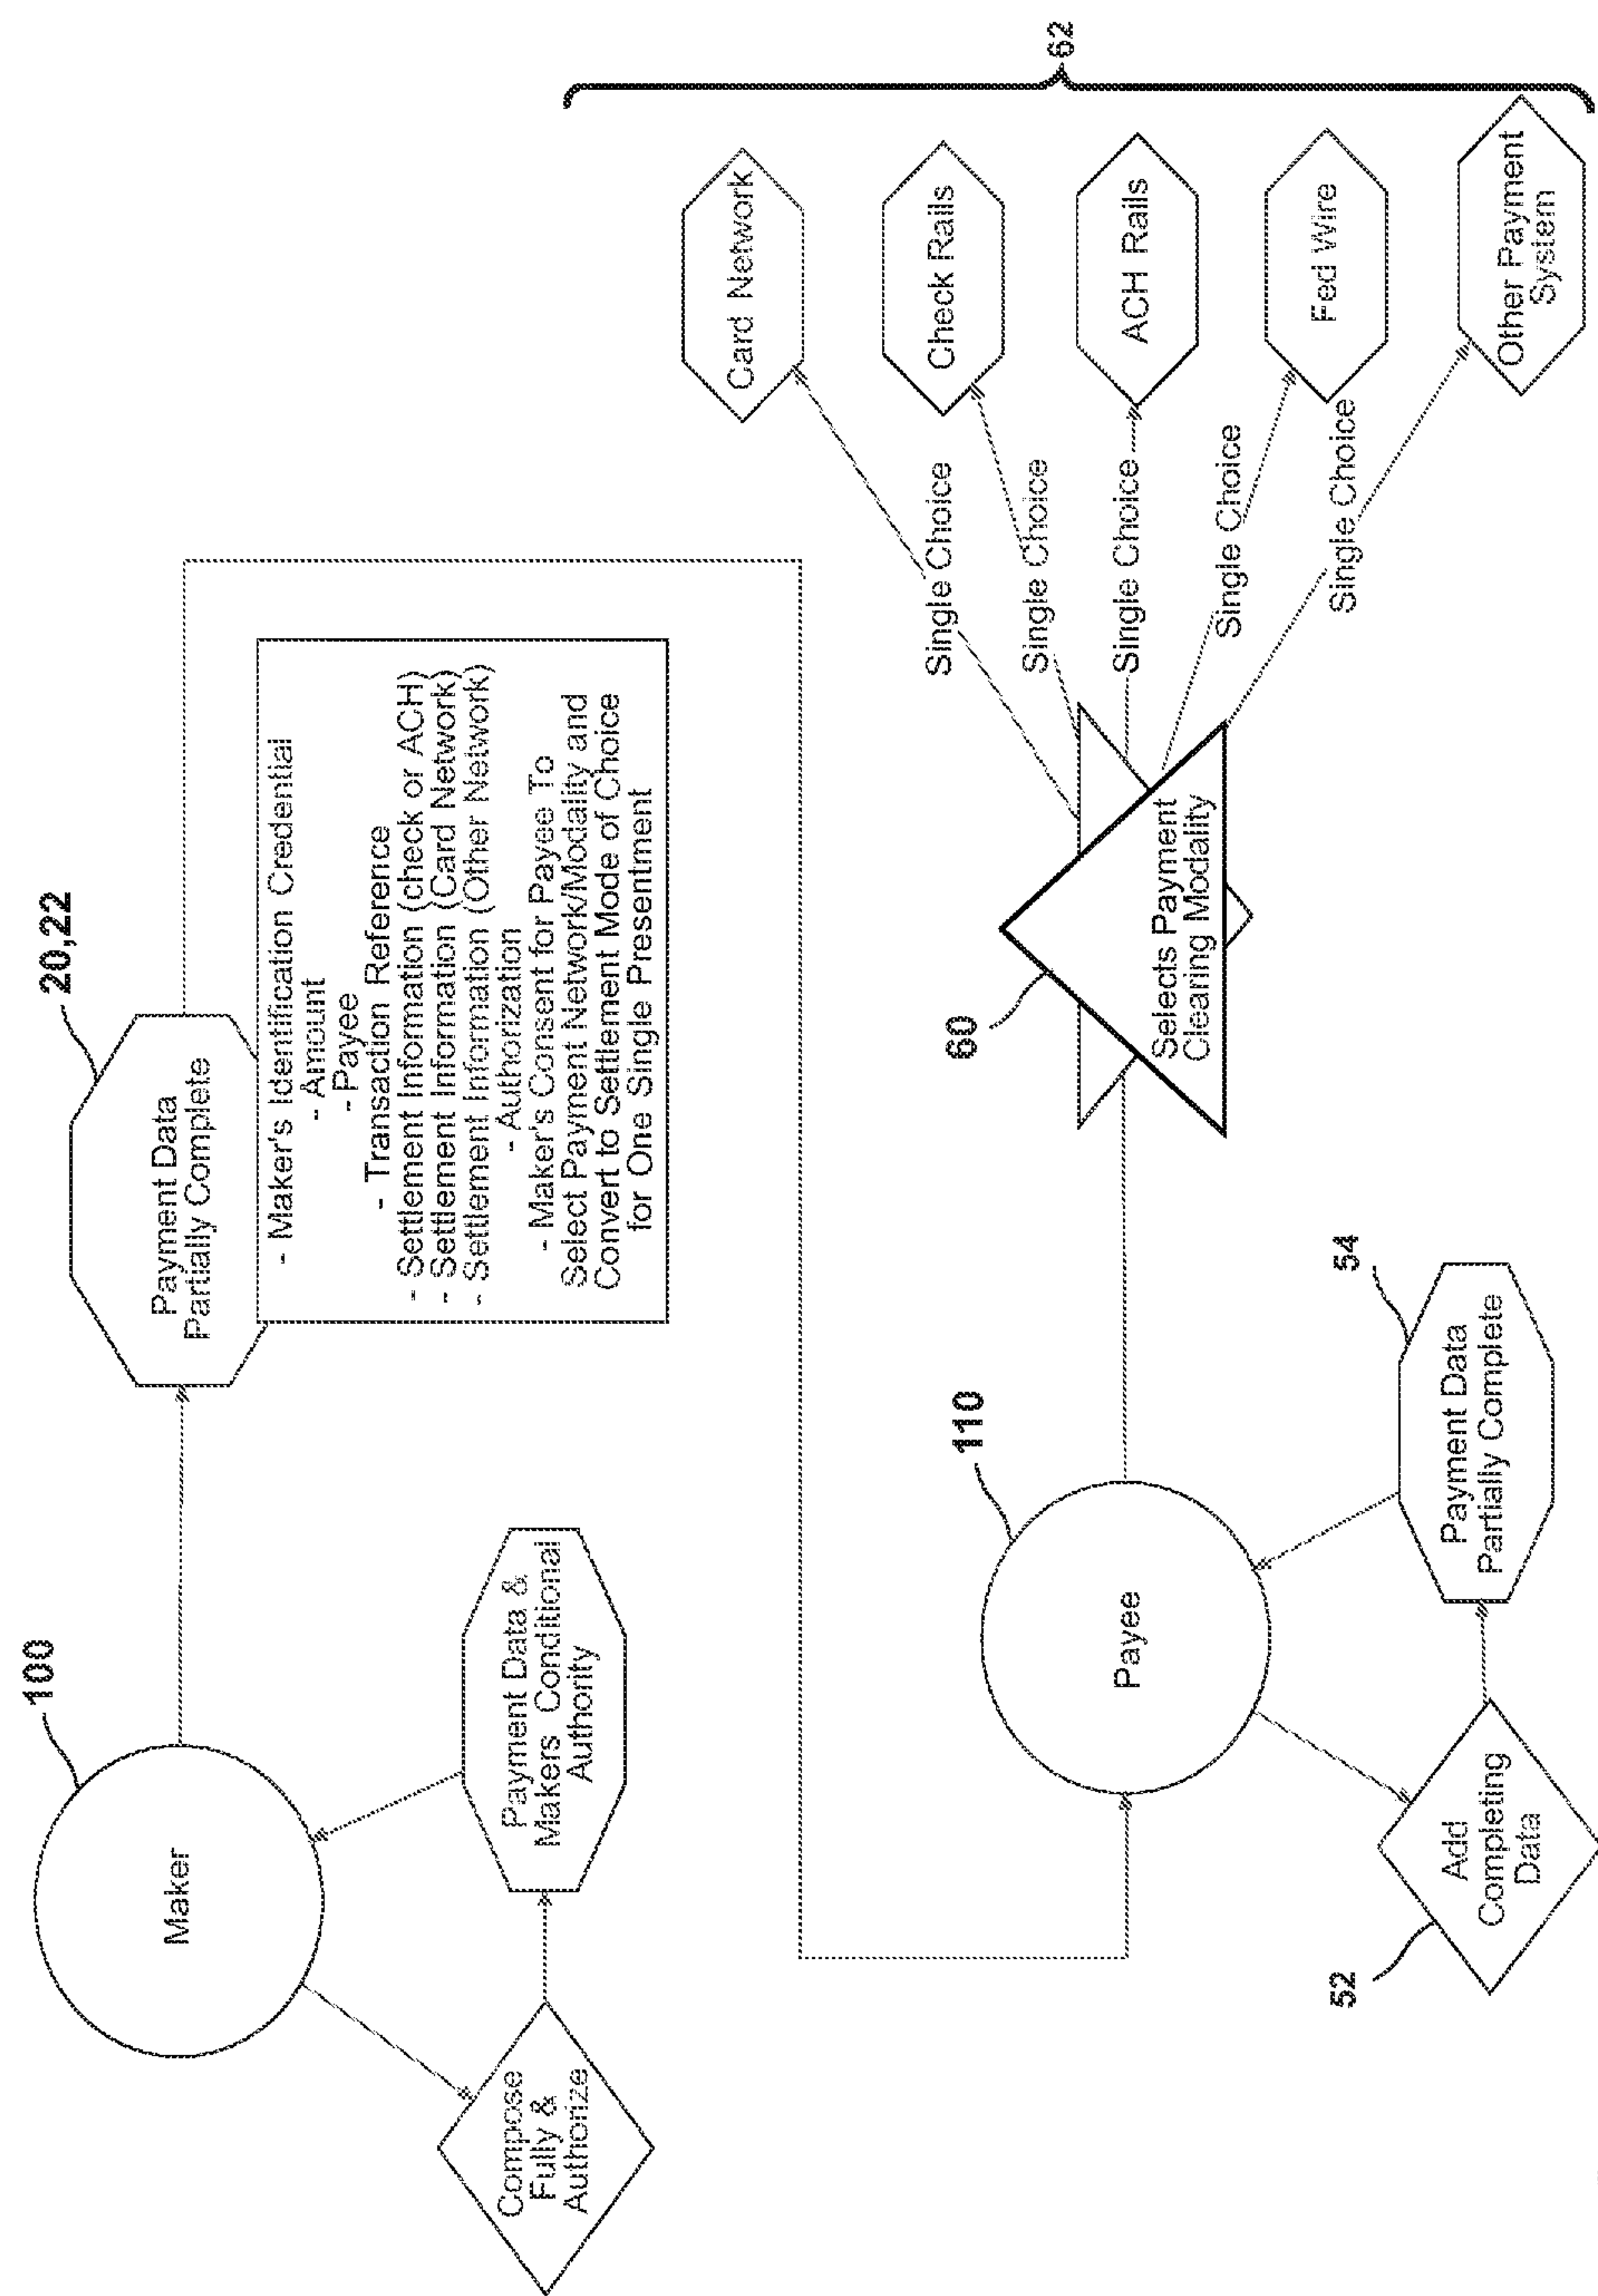 100
Maker
Compose
Fully &
Authorize
Payment Data &
Makers Conditional
Authority
20,22
Payment Data
Partially Complete
- Maker's Identification Credential
- Amount
- Payee
- Transaction Reference
- Settlement Information (check or ACH)
- Settlement Information (Card Network)
- Settlement Information (Other Network)
- Authorization
- Maker's Consent for Payee To
Select Payment Network/Modality and
Convert to Settlement Mode of Choice
for One Single Presentment
110
Payee
52
Add
Completing
Data
54
Payment Data
Partially Complete
60
Selects Payment
Clearing Modality
Single Choice
Single Choice
Single Choice
Single Choice
Single Choice
Card Network
Check Rails
ACH Rails
Fed Wire
Other Payment
System
62